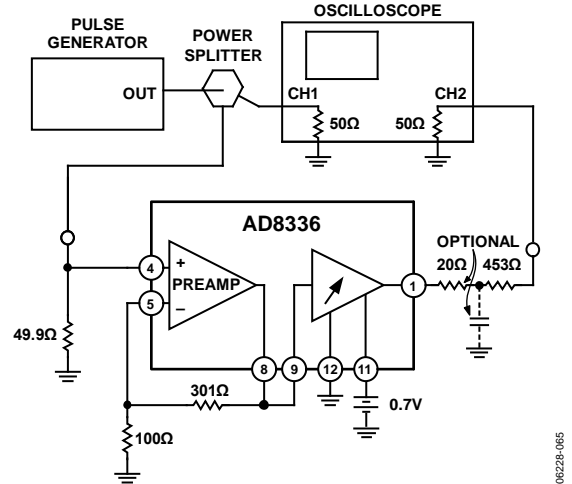 OSCILLOSCOPE
PULSE
GENERATOR
POWER
SPLITTER
OUT
CH1
CH2
50Ω
50Ω
AD8336
OPTIONAL
20Ω
453Ω
4
+
PREAMP
5
–
1
49.9Ω
8
9
12
11
301Ω
0.7V
100Ω
06228-065